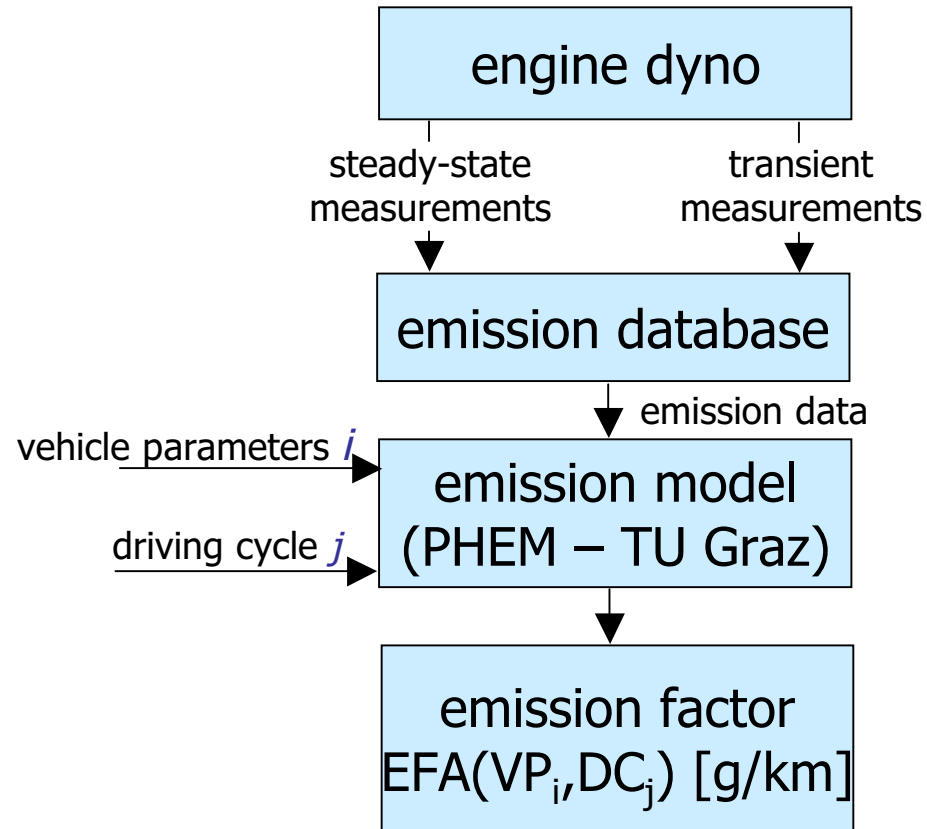 engine dyno
steady-state
measurements
transient
measurements
emission database
emission data
vehicle parameters i
emission model
(PHEM – TU Graz)
driving cycle j
emission factor
EFA(VPi,DCj) [g/km]